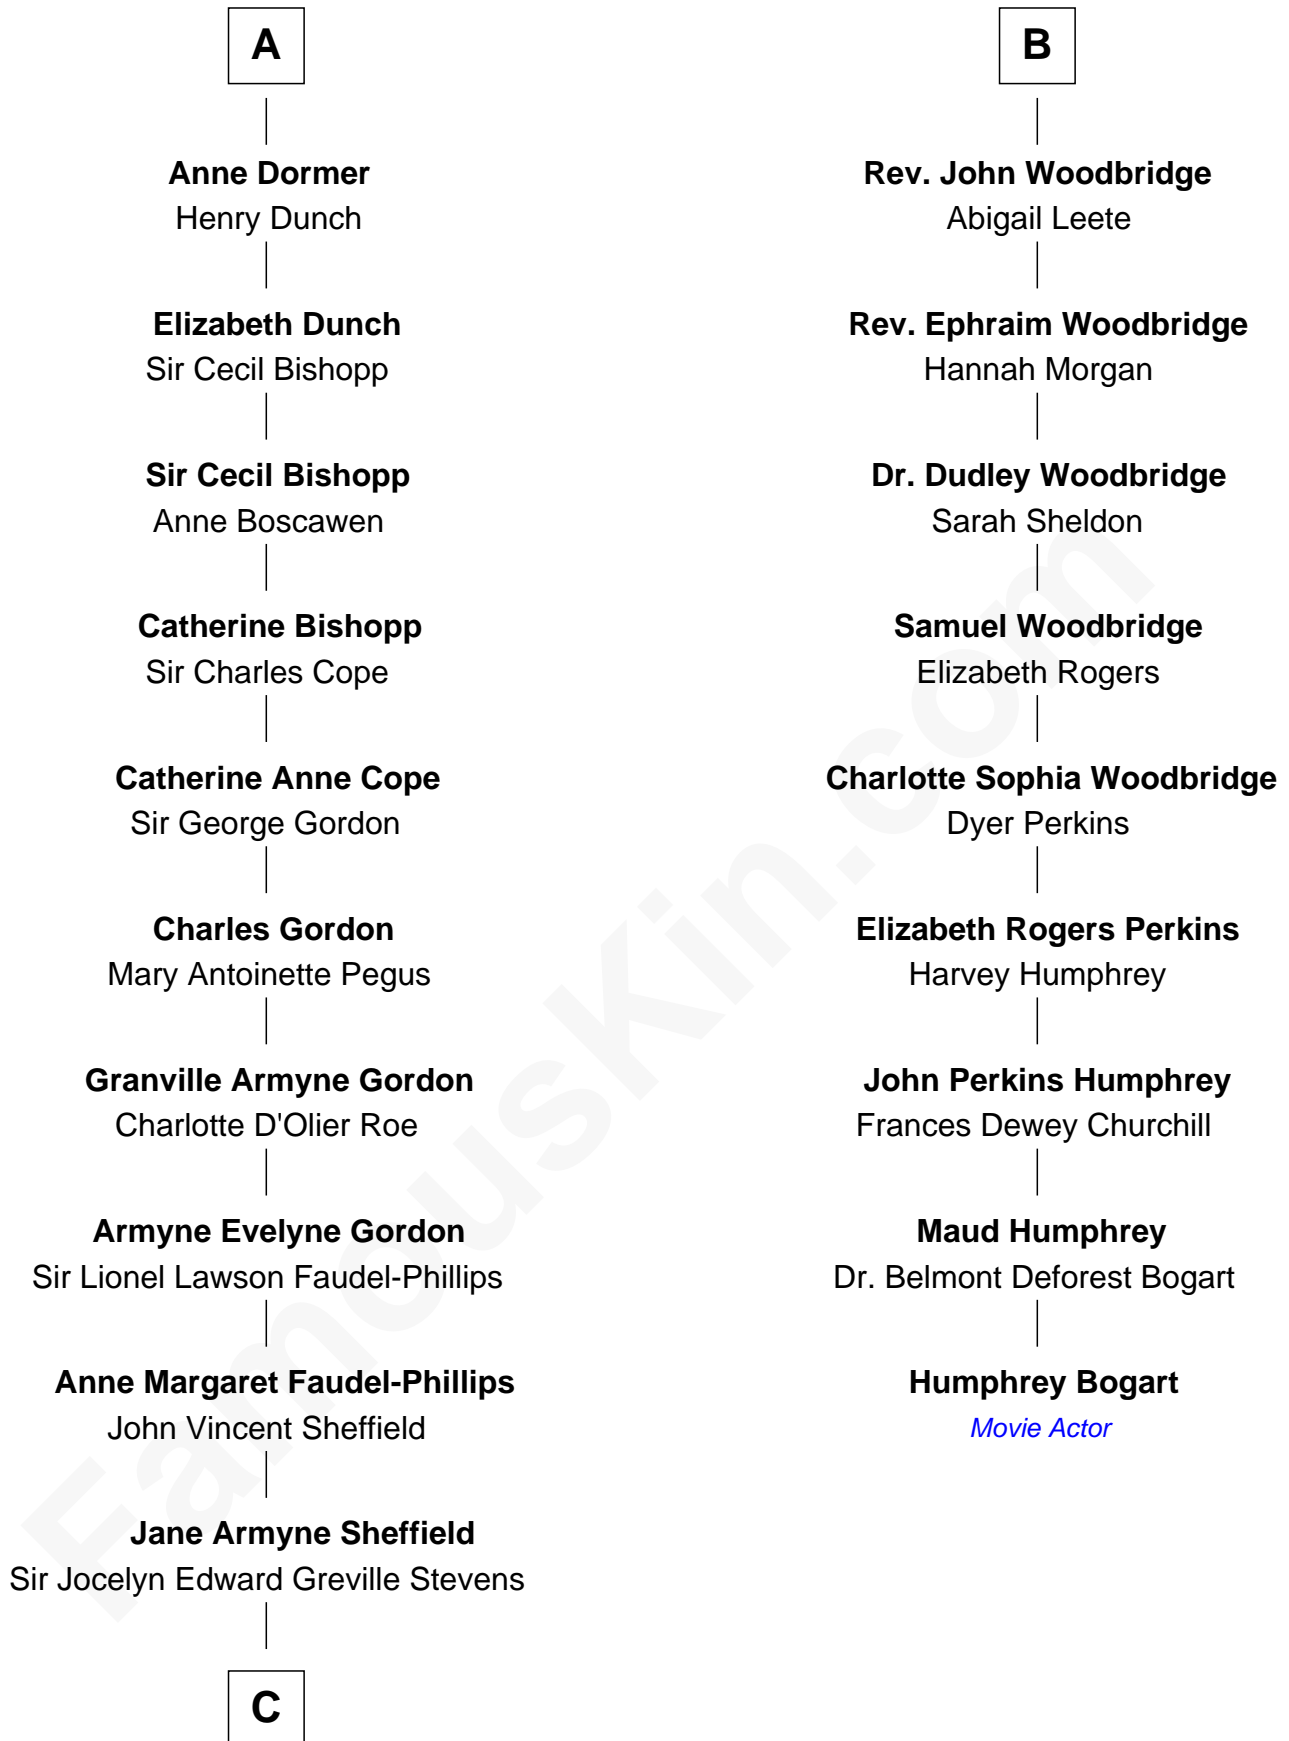 A
Anne Dormer
Henry Dunch
Elizabeth Dunch
Sir Cecil Bishopp
Sir Cecil Bishopp
Anne Boscawen
Catherine Bishopp
Sir Charles Cope
Catherine Anne Cope
Sir George Gordon
Charles Gordon
Mary Antoinette Pegus
Granville Armyne Gordon
Charlotte D'Olier Roe
Armyne Evelyne Gordon
Sir Lionel Lawson Faudel-Phillips
Anne Margaret Faudel-Phillips
John Vincent Sheffield
Jane Armyne Sheffield
Sir Jocelyn Edward Greville Stevens
C
B
Rev. John Woodbridge
Abigail Leete
Rev. Ephraim Woodbridge
Hannah Morgan
Dr. Dudley Woodbridge
Sarah Sheldon
Samuel Woodbridge
Elizabeth Rogers
Charlotte Sophia Woodbridge
Dyer Perkins
Elizabeth Rogers Perkins
Harvey Humphrey
John Perkins Humphrey
Frances Dewey Churchill
Maud Humphrey
Dr. Belmont Deforest Bogart
Humphrey Bogart
Movie Actor
FamousKin.com